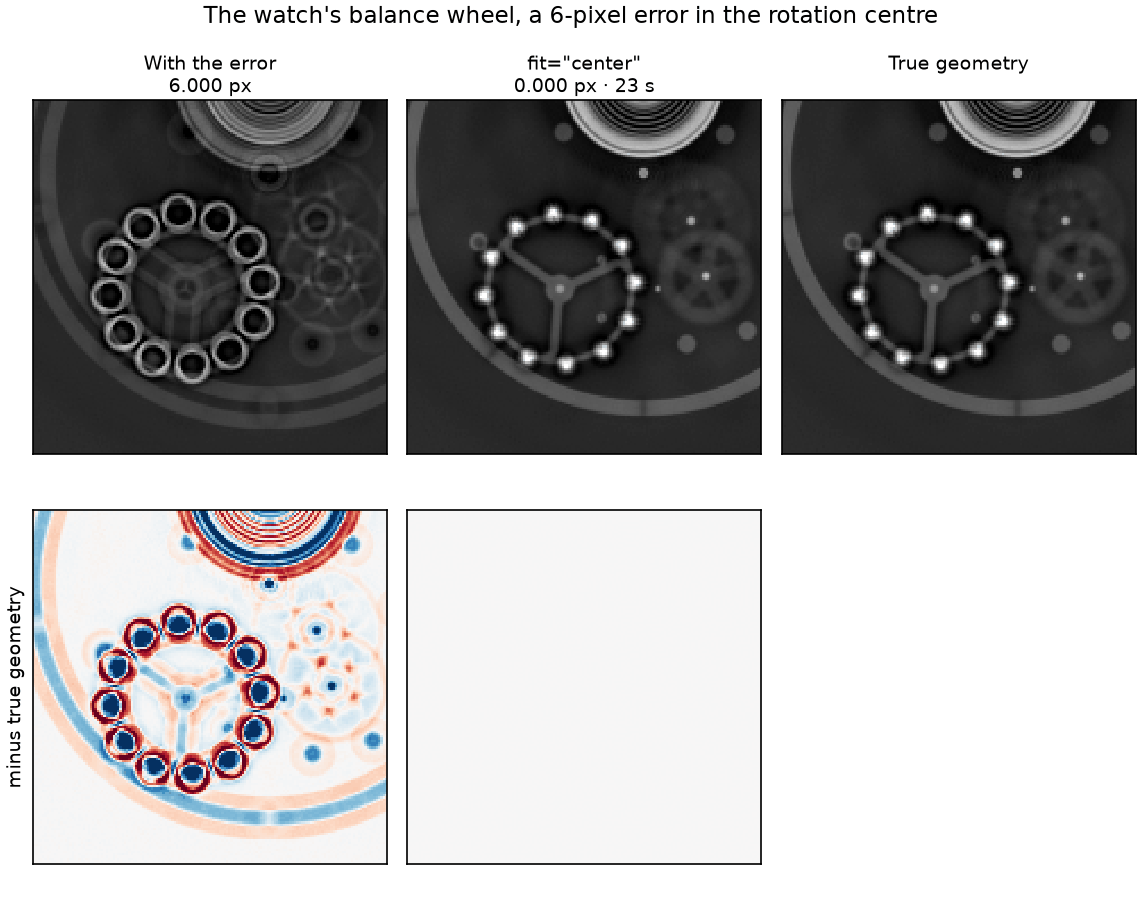 The watch's balance wheel, a 6-pixel error in the rotation centre
With the error
6.000 px
fit="center"
0.000 px · 23 s
True geometry
minus true geometry